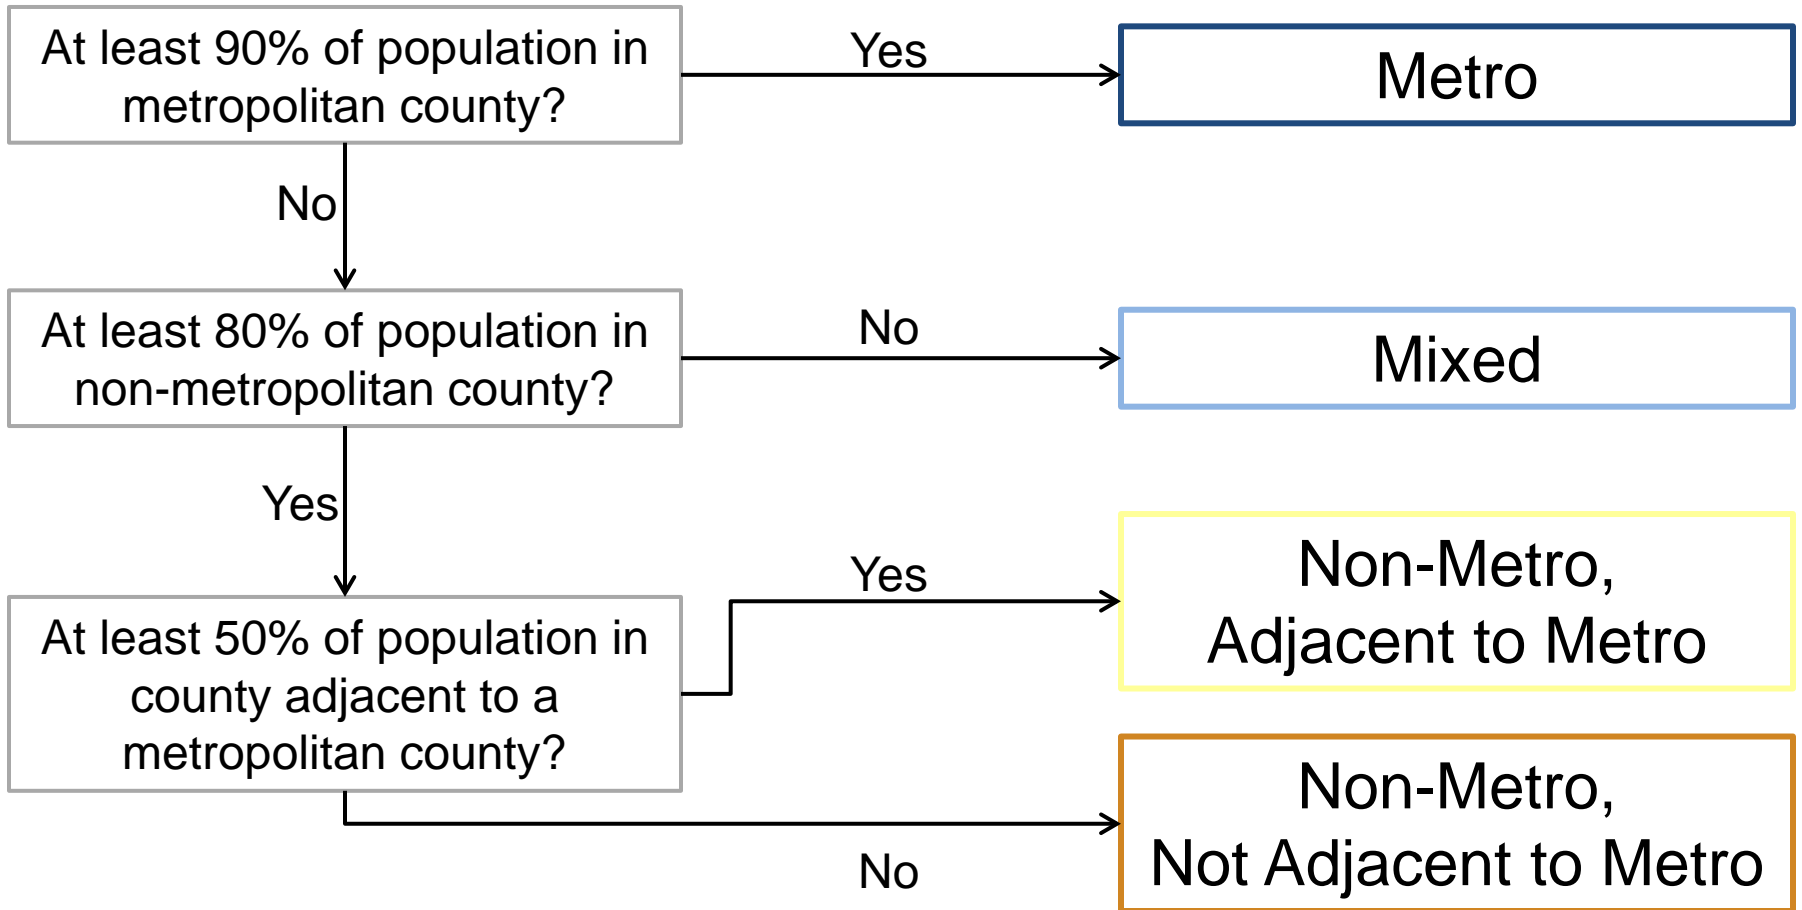 At least 90% of population in
metropolitan county?
Yes
Metro
No
At least 80% of population in
non-metropolitan county?
No
Mixed
Yes
At least 50% of population in
county adjacent to a
metropolitan county?
Yes
Non-Metro,
Adjacent to Metro
No
Non-Metro,
Not Adjacent to Metro